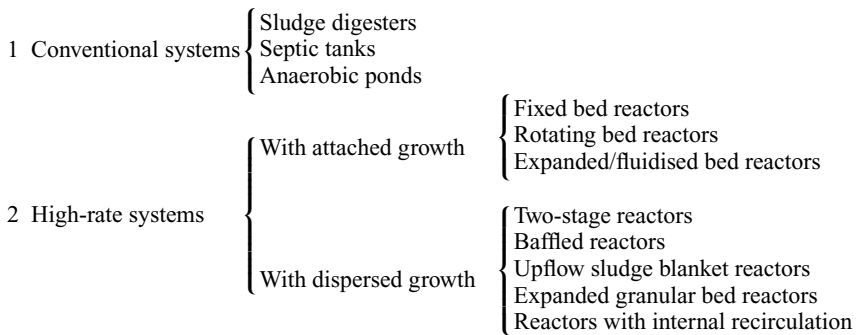 1 Conventional systems
Sludge digesters
Septic tanks
Anaerobic ponds
2 High-rate systems
With attached growth
Fixed bed reactors
Rotating bed reactors
Expanded/fluidised bed reactors
With dispersed growth
Two-stage reactors
Baffled reactors
Upflow sludge blanket reactors
Expanded granular bed reactors
Reactors with internal recirculation